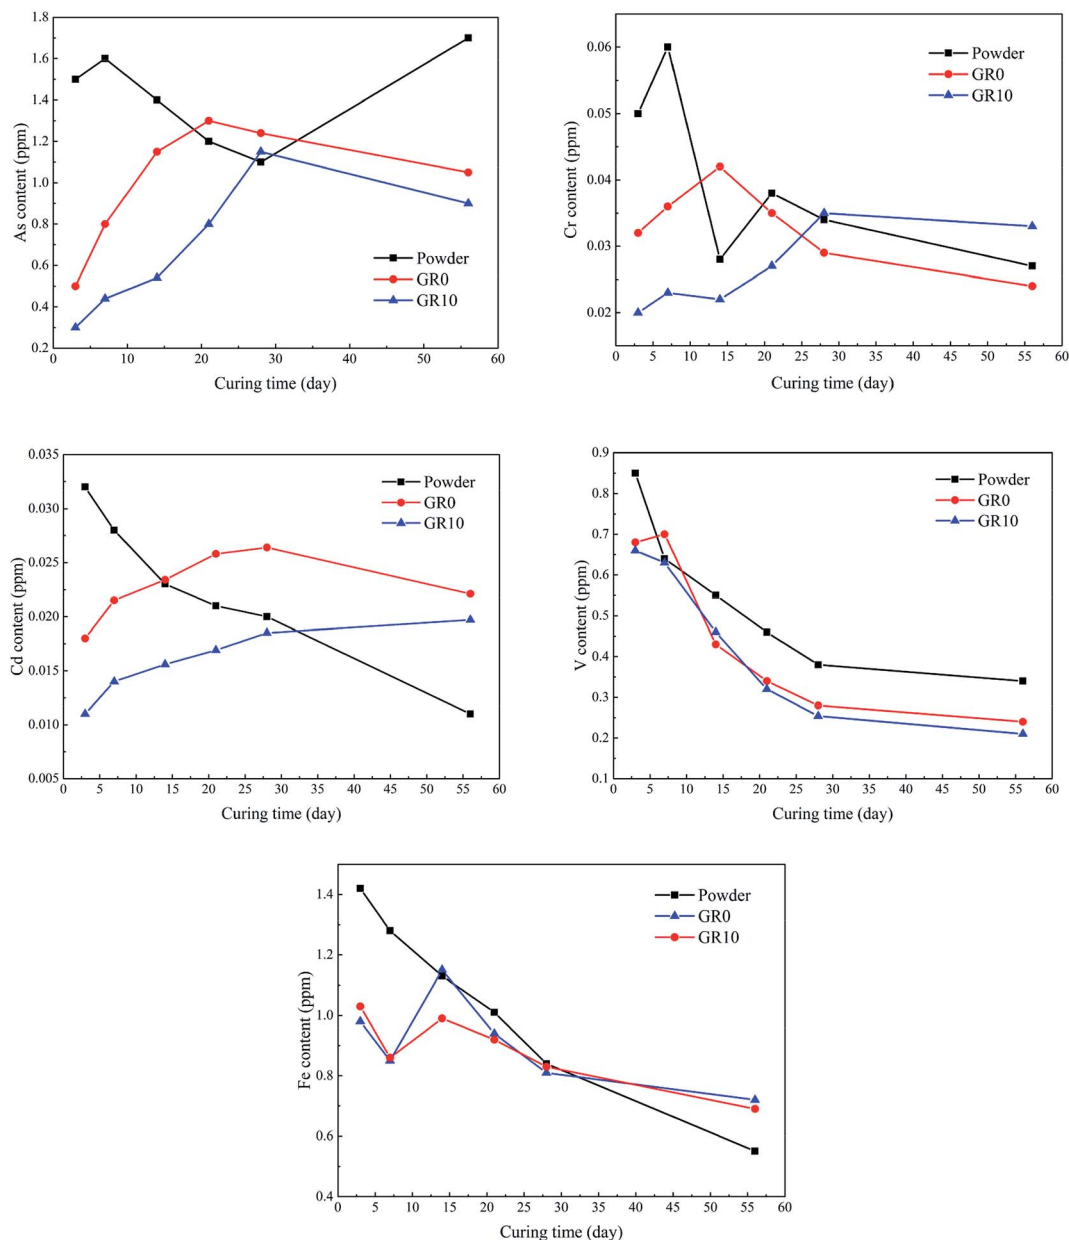 1.8
1.6
1.4
1.2
1.0
0.8
0.6
0.4
0.2
As content (ppm)
Powder
GR0
GR10
0 10 20 30 40 50 60
Curing time (day)
0.06
0.05
0.04
0.03
0.02
Cr content (ppm)
Powder
GR0
GR10
0 5 10 15 20 25 30 35 40 45 50 55 60
Curing time (day)
0.035
0.030
0.025
0.020
0.015
0.010
0.005
Cd content (ppm)
Powder
GR0
GR10
0 5 10 15 20 25 30 35 40 45 50 55 60
Curing time (day)
0.9
0.8
0.7
0.6
0.5
0.4
0.3
0.2
0.1
V content (ppm)
Powder
GR0
GR10
0 5 10 15 20 25 30 35 40 45 50 55 60
Curing time (day)
1.4
1.2
1.0
0.8
0.6
0.4
Fe content (ppm)
Powder
GR0
GR10
0 5 10 15 20 25 30 35 40 45 50 55 60
Curing time (day)